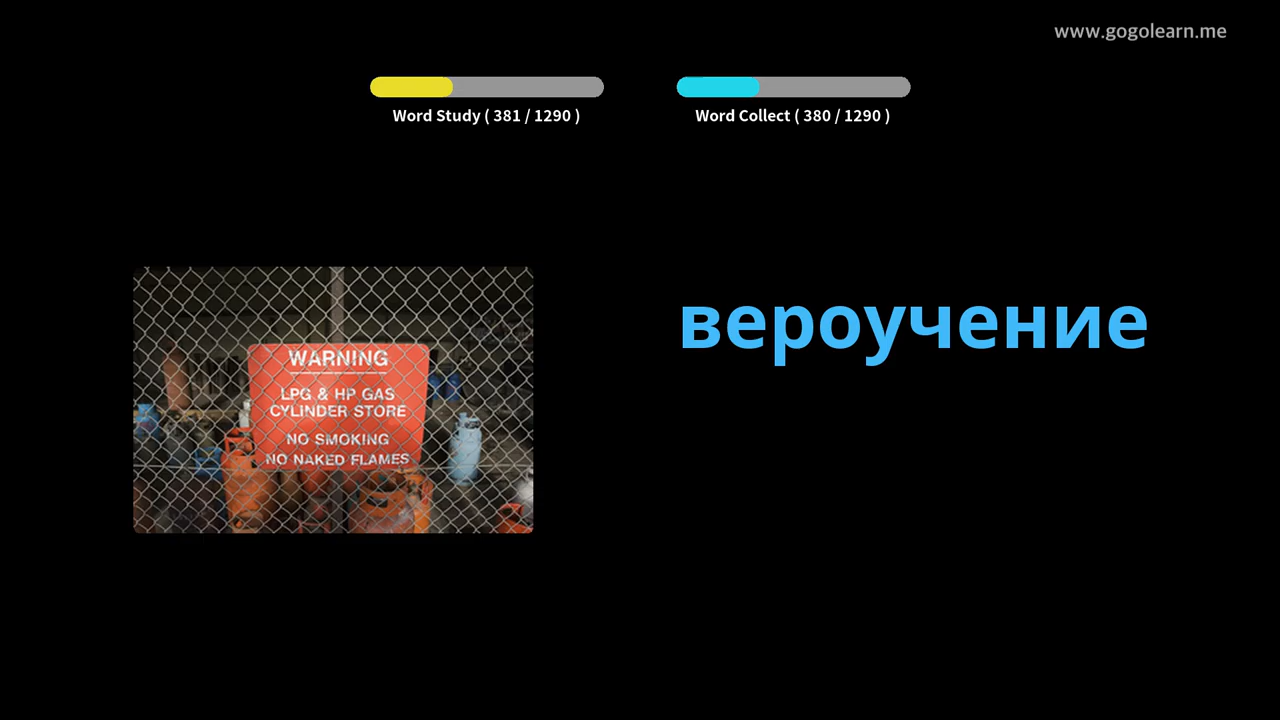 www.gogolearn.me
Word Study ( 381 / 1290 )
Word Collect ( 380 / 1290 )
вероучение
WARNING
LPG & HP GAS
CYLINDER STORE
NO SMOKING
NO NAKED FLAMES